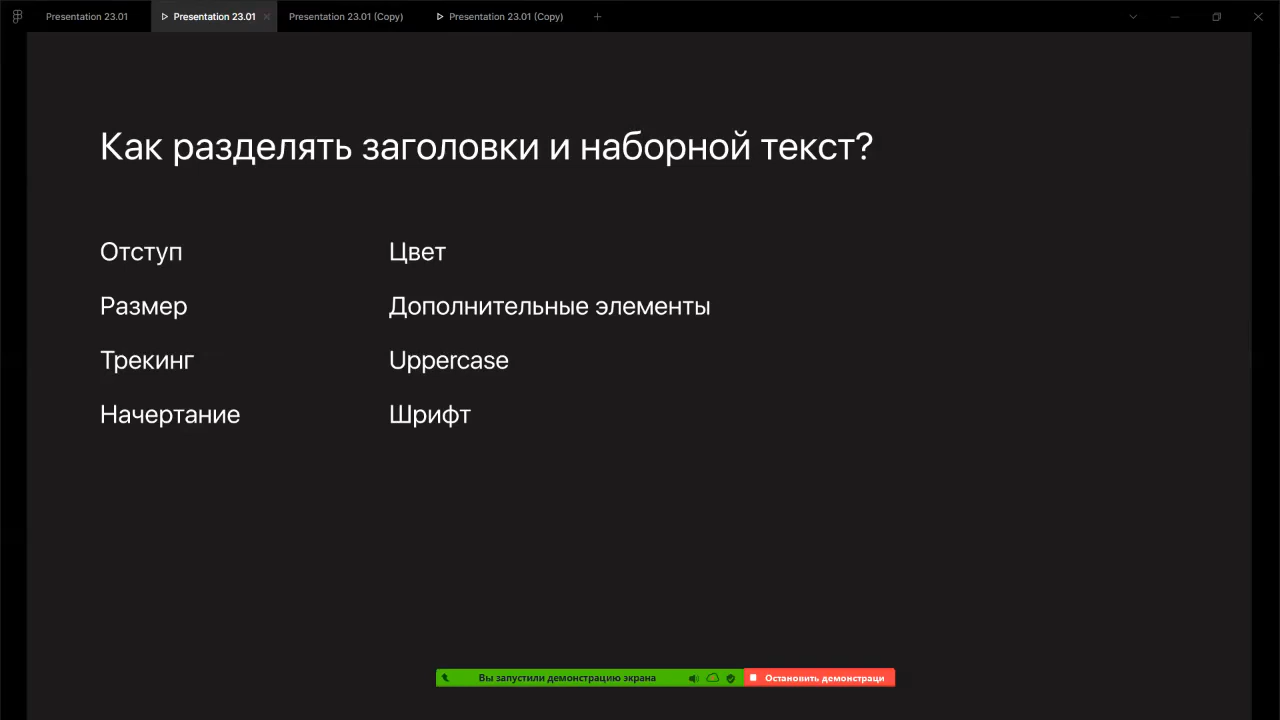 Presentation 23.01
Presentation 23.01
Presentation 23.01 (Copy)
Presentation 23.01 (Copy)
Как разделять заголовки и наборной текст?
Отступ
Цвет
Размер
Дополнительные элементы
Трекинг
Uppercase
Начертание
Шрифт
Вы запустили демонстрацию экрана
Остановить демонстраци